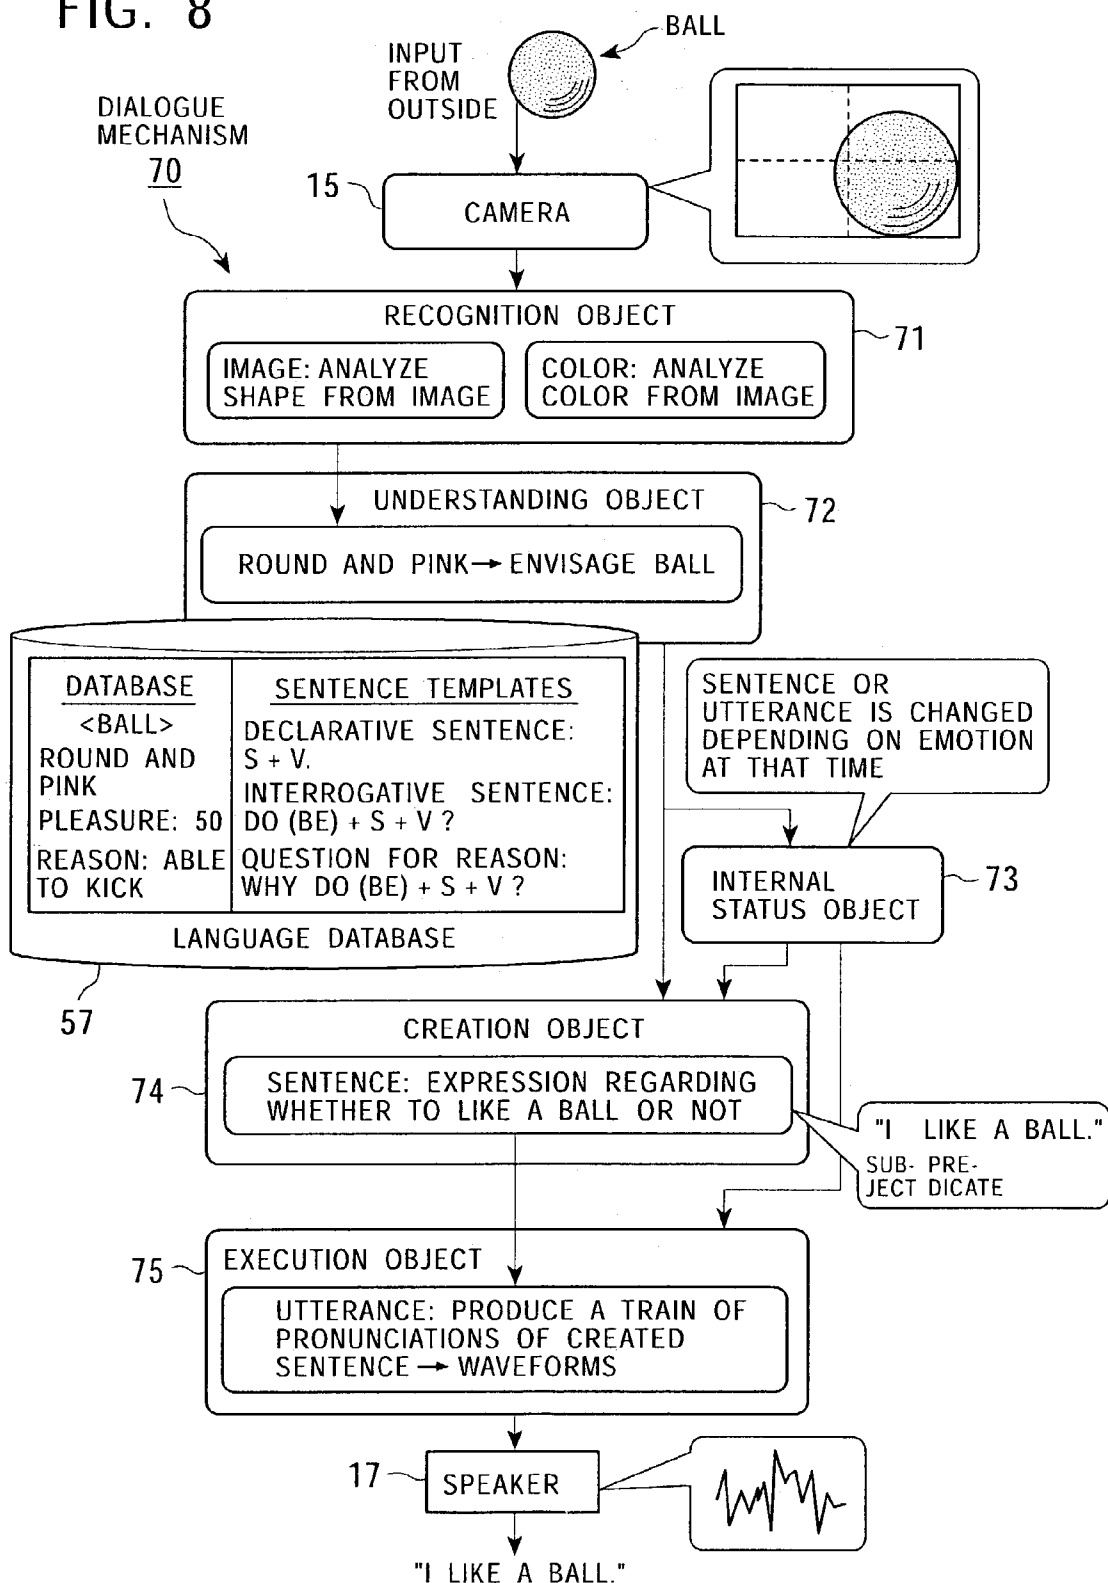 FIG. 8
INPUT
FROM
OUTSIDE
BALL
DIALOGUE
MECHANISM
70
15
CAMERA
RECOGNITION OBJECT
71
IMAGE: ANALYZE
SHAPE FROM IMAGE
COLOR: ANALYZE
COLOR FROM IMAGE
UNDERSTANDING OBJECT
72
ROUND AND PINK→ENVISAGE BALL
DATABASE
<BALL>
ROUND AND
PINK
PLEASURE: 50
REASON: ABLE
TO KICK
SENTENCE TEMPLATES
DECLARATIVE SENTENCE:
S + V.
INTERROGATIVE SENTENCE:
DO (BE) + S + V ?
QUESTION FOR REASON:
WHY DO (BE) + S + V ?
LANGUAGE DATABASE
57
SENTENCE OR
UTTERANCE IS CHANGED
DEPENDING ON EMOTION
AT THAT TIME
INTERNAL
STATUS OBJECT
73
CREATION OBJECT
74
SENTENCE: EXPRESSION REGARDING
WHETHER TO LIKE A BALL OR NOT
"I LIKE A BALL."
SUB- PRE-
JECT DICATE
75
EXECUTION OBJECT
UTTERANCE: PRODUCE A TRAIN OF
PRONUNCIATIONS OF CREATED
SENTENCE → WAVEFORMS
17
SPEAKER
"I LIKE A BALL."